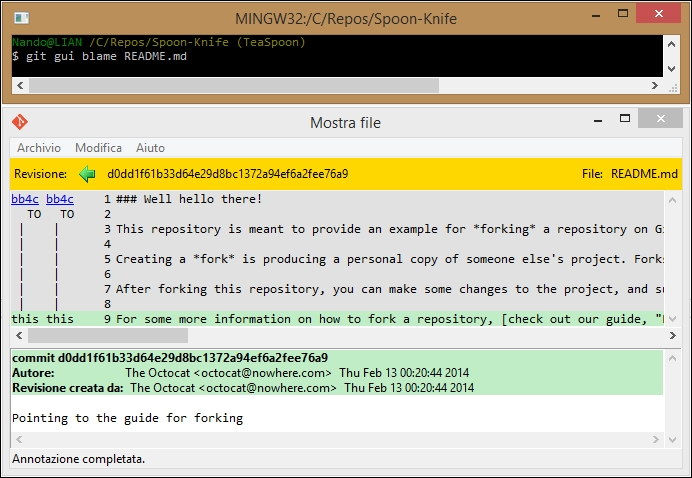 MINGW32:/C/Repos/Spoon-Knife
Nando@LIAN /C/Repos/Spoon-Knife (TeaSpoon)
$ git gui blame README.md
Mostra file
Archivio Modifica Aiuto
Revisione: d0dd1f61b33d64e29d8bc1372a94ef6a2fee76a9 File: README.md
bb4c bb4c 1 ### Well hello there!
TO TO 2
| | 3 This repository is meant to provide an example for *forking* a repository on Gi
| | 4
| | 5 Creating a *fork* is producing a personal copy of someone else's project. Forks
| | 6
| | 7 After forking this repository, you can make some changes to the project, and su
| | 8
this this 9 For some more information on how to fork a repository, [check out our guide, "
commit d0dd1f61b33d64e29d8bc1372a94ef6a2fee76a9
Autore: The Octocat <octocat@nowhere.com> Thu Feb 13 00:20:44 2014
Revisione creata da: The Octocat <octocat@nowhere.com> Thu Feb 13 00:20:44 2014
Pointing to the guide for forking
Annotazione completata.